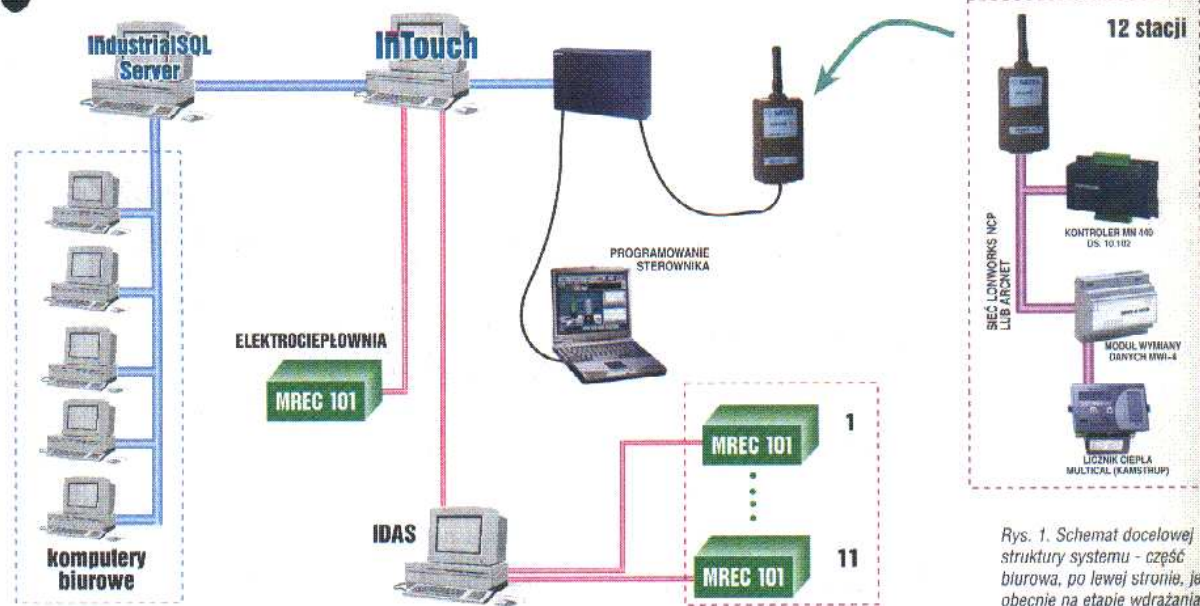 IndustrialSQL
Server
InTouch
12 stacji
KONTROLER MN 440
DS. 10.102
SIEĆ LONWORKS NCP
LUB ARCNET
MODUŁ WYMIANY
DANYCH MWI-4
LICZNIK CIEPŁA
MULTICAL (KAMSTRUP)
PROGRAMOWANIE
STEROWNIKA
ELEKTROCIEPŁOWNIA
MREC 101
MREC 101
1
IDAS
MREC 101
11
komputery
biurowe
Rys. 1. Schemat docelowej
struktury systemu - część
biurowa, po lewej stronie, je
obecnie na etapie wdrażania